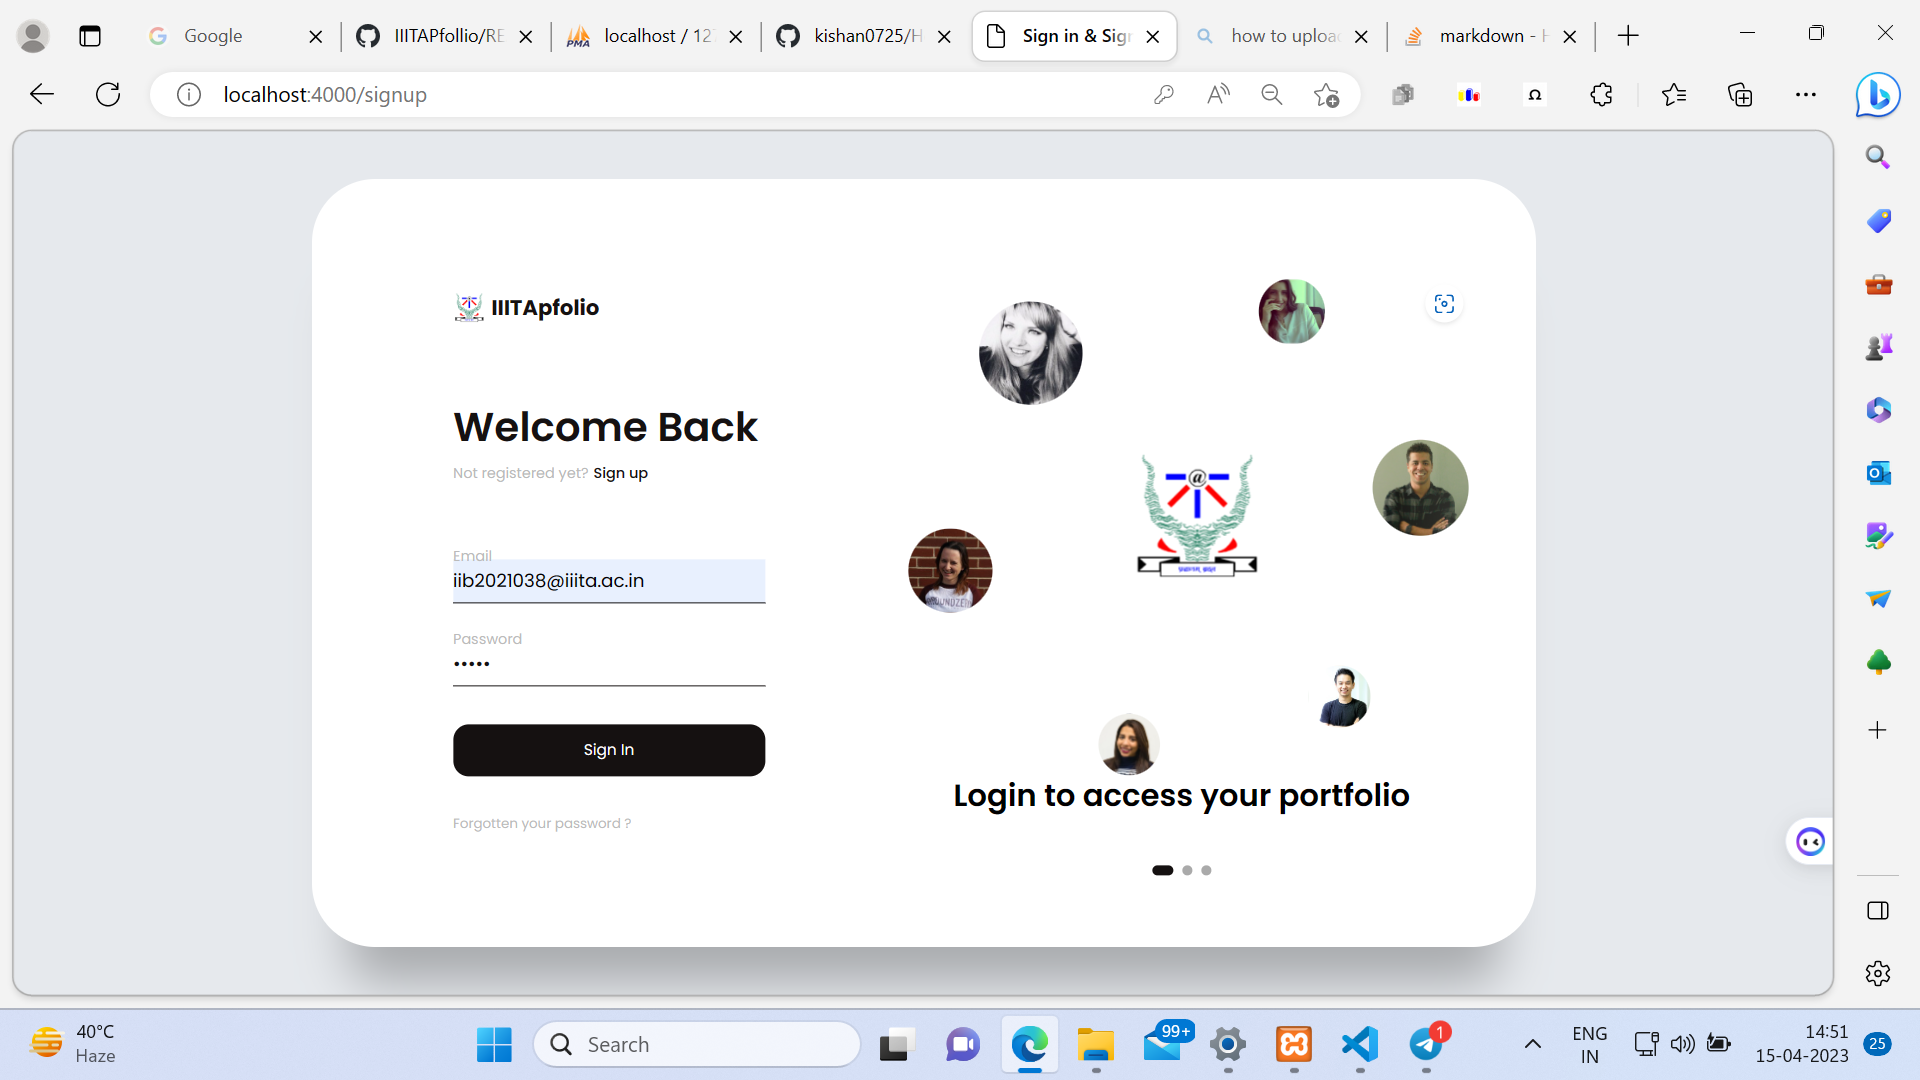 Google
IIITAPfollio/RE
localhost / 127
kishan0725/H
Sign in & Sign
how to upload
markdown - H
localhost:4000/signup
IIITApfolio
Welcome Back
Not registered yet? Sign up
Email
iib2021038@iiita.ac.in
Password
•••••
Sign In
Forgotten your password ?
Login to access your portfolio
40°C
Haze
Search
99+
1
ENG
IN
14:51
15-04-2023
25